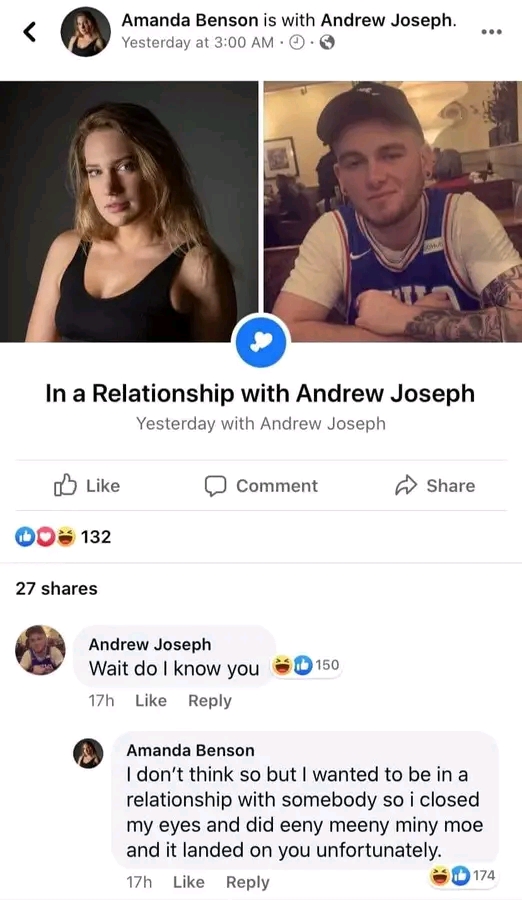 Amanda Benson is with Andrew Joseph.
Yesterday at 3:00 AM
In a Relationship with Andrew Joseph
Yesterday with Andrew Joseph
Like Comment Share
132
27 shares
Andrew Joseph
Wait do I know you
150
17h Like Reply
Amanda Benson
I don’t think so but I wanted to be in a
relationship with somebody so i closed
my eyes and did eeny meeny miny moe
and it landed on you unfortunately.
174
17h Like Reply